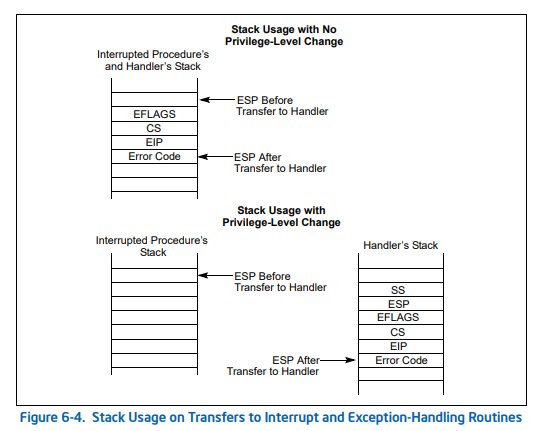 Stack Usage with No
Privilege-Level Change
Interrupted Procedure's
and Handler's Stack
ESP Before
Transfer to Handler
EFLAGS
CS
EIP
Error Code
ESP After
Transfer to Handler
Stack Usage with
Privilege-Level Change
Interrupted Procedure's
Stack
Handler's Stack
ESP Before
Transfer to Handler
SS
ESP
EFLAGS
CS
EIP
ESP After
Transfer to Handler
Error Code
Figure 6-4. Stack Usage on Transfers to Interrupt and Exception-Handling Routines